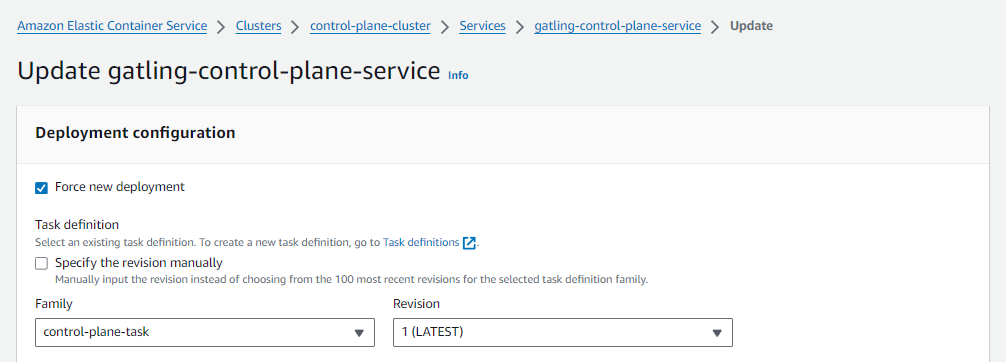 Amazon Elastic Container Service > Clusters > control-plane-cluster > Services > gatling-control-plane-service > Update
Update gatling-control-plane-service Info
Deployment configuration
Force new deployment
Task definition
Select an existing task definition. To create a new task definition, go to Task definitions.
Specify the revision manually
Manually input the revision instead of choosing from the 100 most recent revisions for the selected task definition family.
Family Revision
control-plane-task 1 (LATEST)